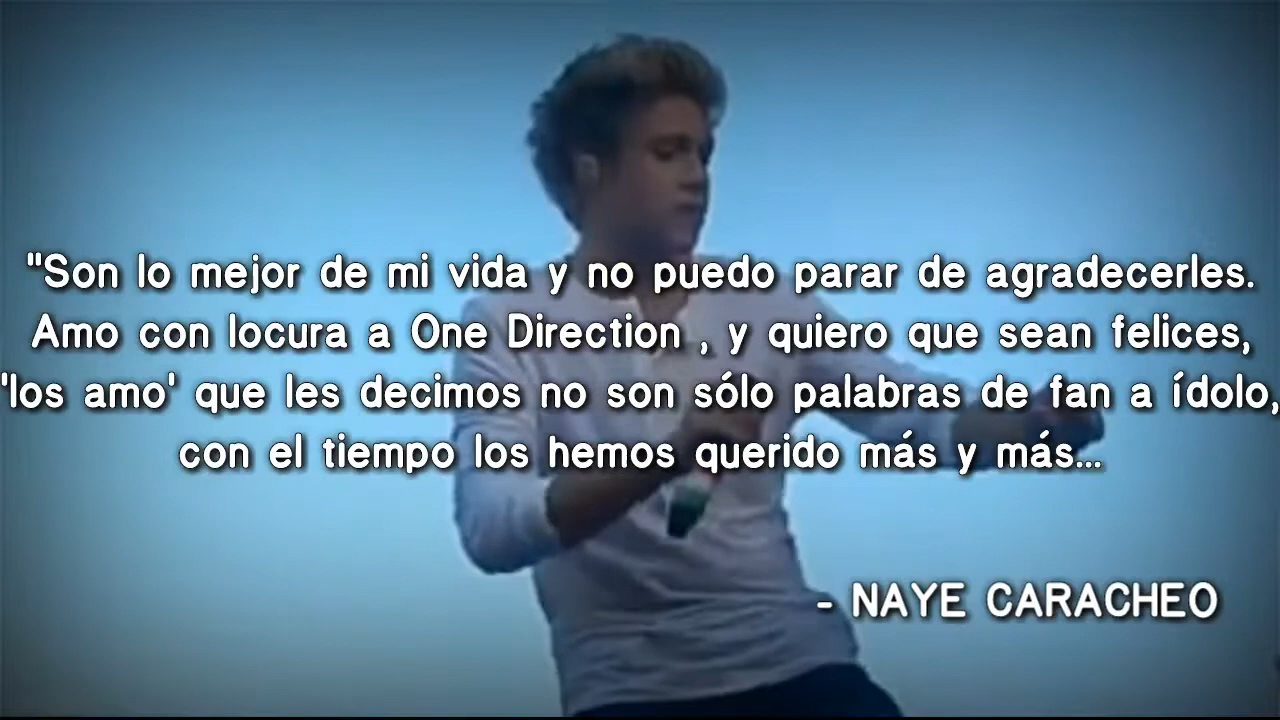 "Son lo mejor de mi vida y no puedo parar de agradecerles.
Amo con locura a One Direction , y quiero que sean felices,
'los amo' que les decimos no son sólo palabras de fan a ídolo,
con el tiempo los hemos querido más y más...
- NAYE CARACHEO